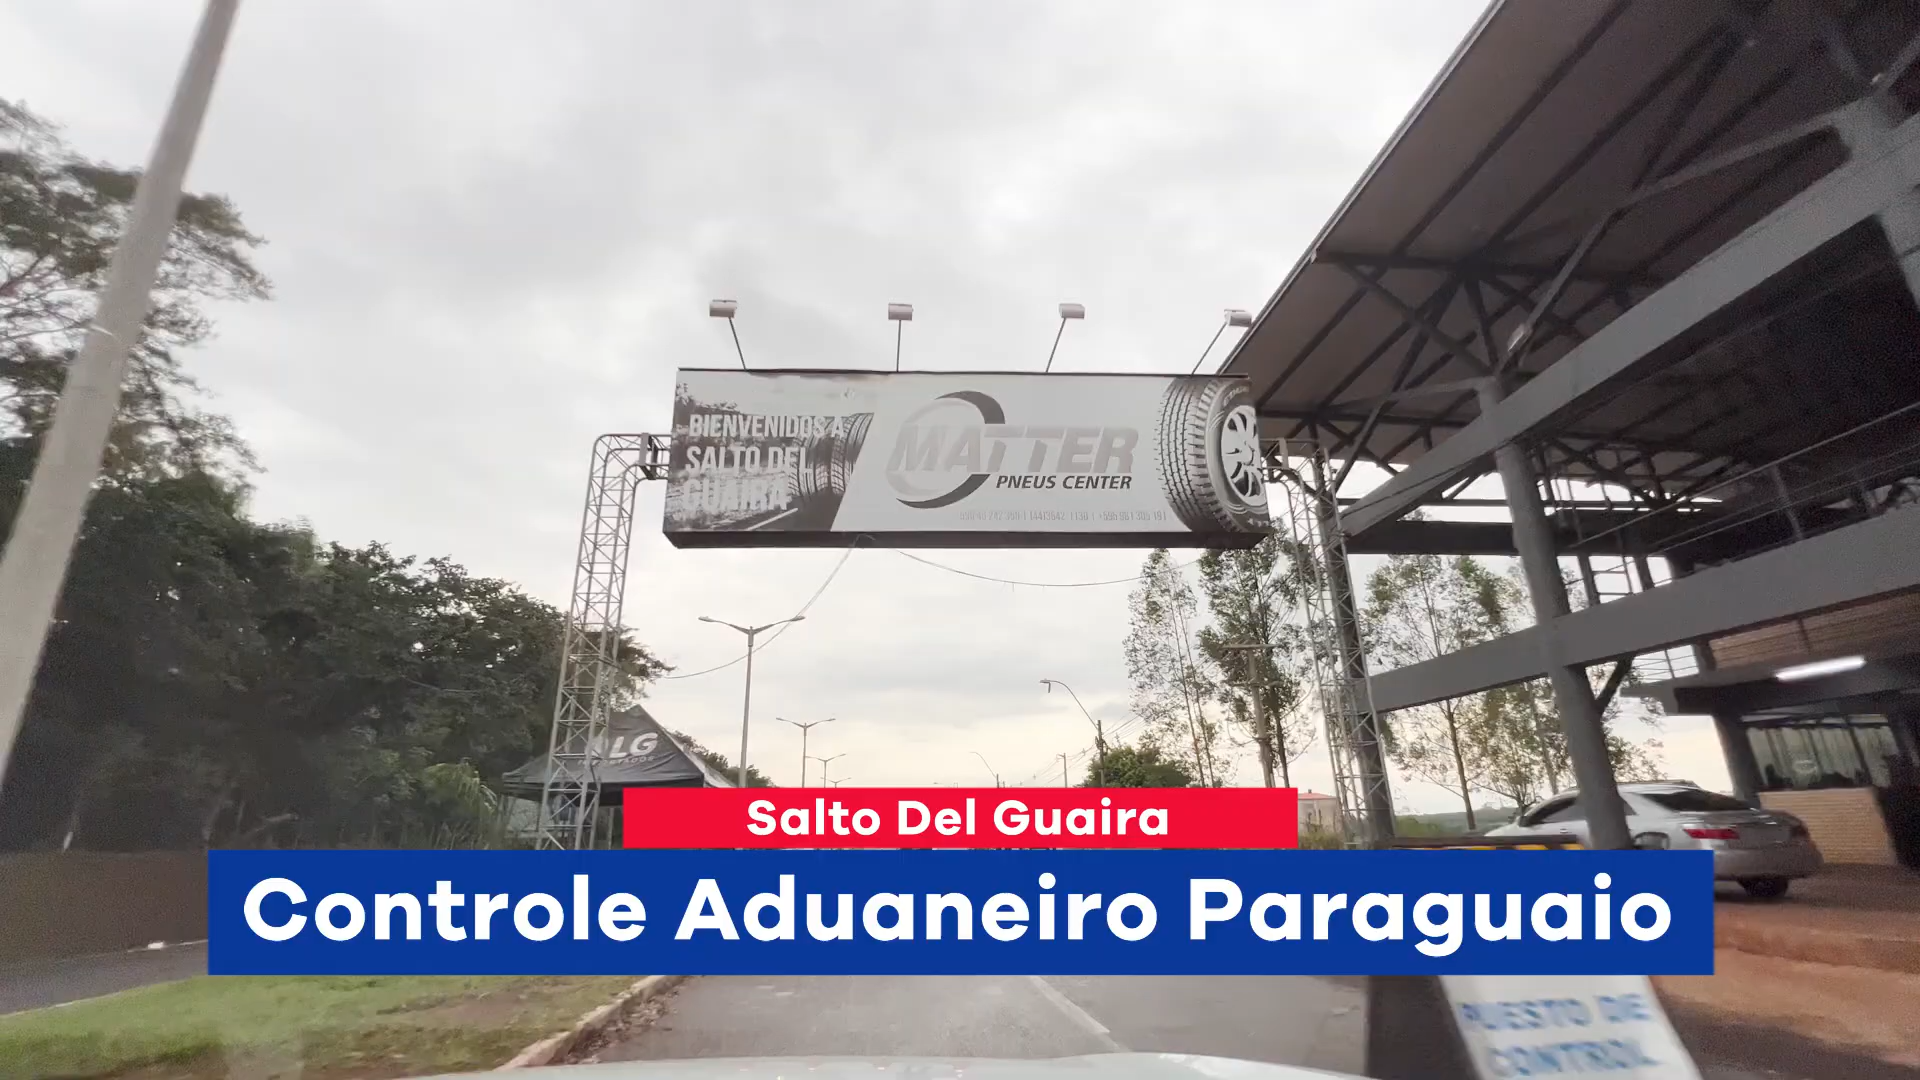 BIENVENIDOS A
SALTO DEL
GUAIRA
MATTER
PNEUS CENTER
LG
Salto Del Guaira
Controle Aduaneiro Paraguaio
PUESTO DE
CONTROL